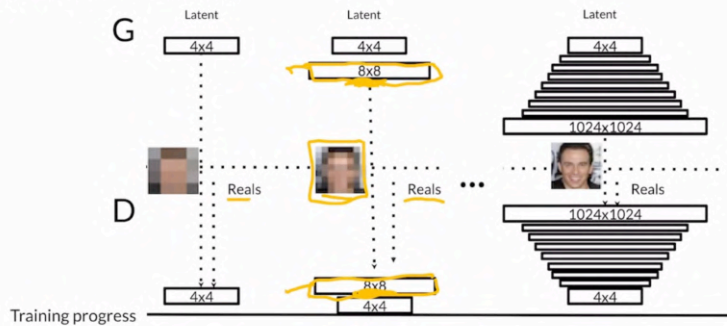 Latent Latent Latent
G 4x4 4x4 4x4
8x8
1024x1024
Reals Reals ... Reals
D 1024x1024
8x8
4x4 4x4 4x4
Training progress